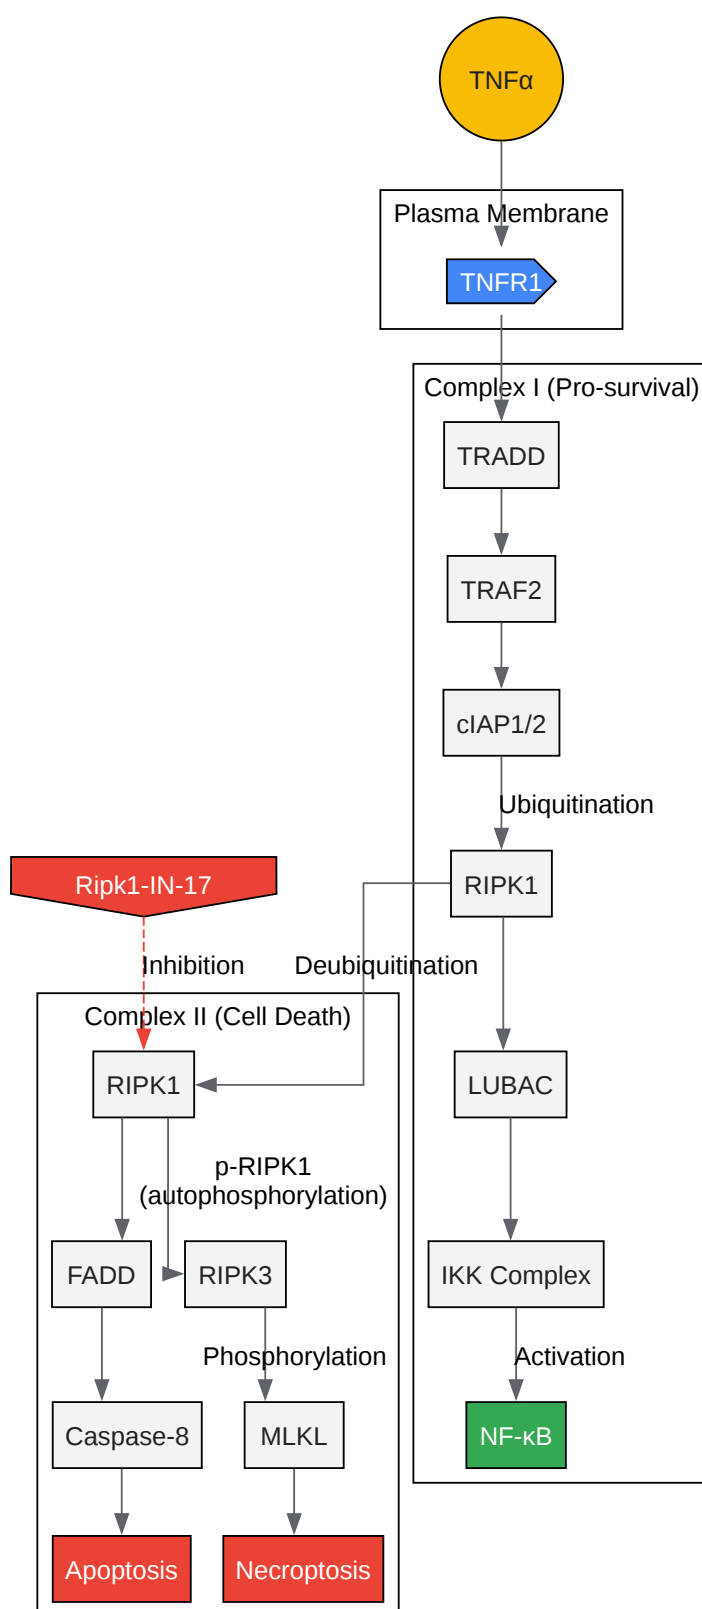 TNFα
Plasma Membrane
TNFR1
Complex I (Pro-survival)
TRADD
TRAF2
cIAP1/2
Ubiquitination
Ripk1-IN-17
RIPK1
Inhibition
Deubiquitination
Complex II (Cell Death)
RIPK1
LUBAC
p-RIPK1
(autophosphorylation)
FADD
RIPK3
IKK Complex
Phosphorylation
Activation
Caspase-8
MLKL
NF-κB
Apoptosis
Necroptosis